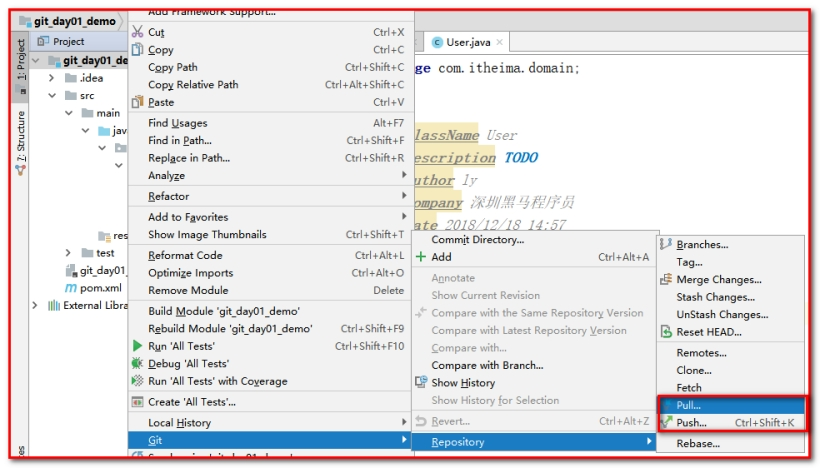 git_day01_demo
Add Framework Support...
1: Project
7: Structure
Project
git_day01_de
.idea
src
main
jav
res
test
git_day01_
pom.xml
External Libra
Cut Ctrl+X
Copy Ctrl+C
Copy Path Ctrl+Shift+C
Copy Relative Path Ctrl+Alt+Shift+C
Paste Ctrl+V
Find Usages Alt+F7
Find in Path... Ctrl+Shift+F
Replace in Path... Ctrl+Shift+R
Analyze
Refactor
Add to Favorites
Show Image Thumbnails Ctrl+Shift+T
Reformat Code Ctrl+Alt+L
Optimize Imports Ctrl+Alt+O
Remove Module Delete
Build Module 'git_day01_demo'
Rebuild Module 'git_day01_demo' Ctrl+Shift+F9
Run 'All Tests' Ctrl+Shift+F10
Debug 'All Tests'
Run 'All Tests' with Coverage
Create 'All Tests'...
Local History
Git
User.java
ge com.itheima.domain;
lassName User
escription TODO
uthor ly
ompany 深圳黑马程序员
ate 2018/12/18 14:57
Commit Directory...
Add Ctrl+Alt+A
Annotate
Show Current Revision
Compare with the Same Repository Version
Compare with Latest Repository Version
Compare with...
Compare with Branch...
Show History
Show History for Selection
Revert... Ctrl+Alt+Z
Repository
Branches...
Tag...
Merge Changes...
Stash Changes...
UnStash Changes...
Reset HEAD...
Remotes...
Clone...
Fetch
Pull...
Push... Ctrl+Shift+K
Rebase...